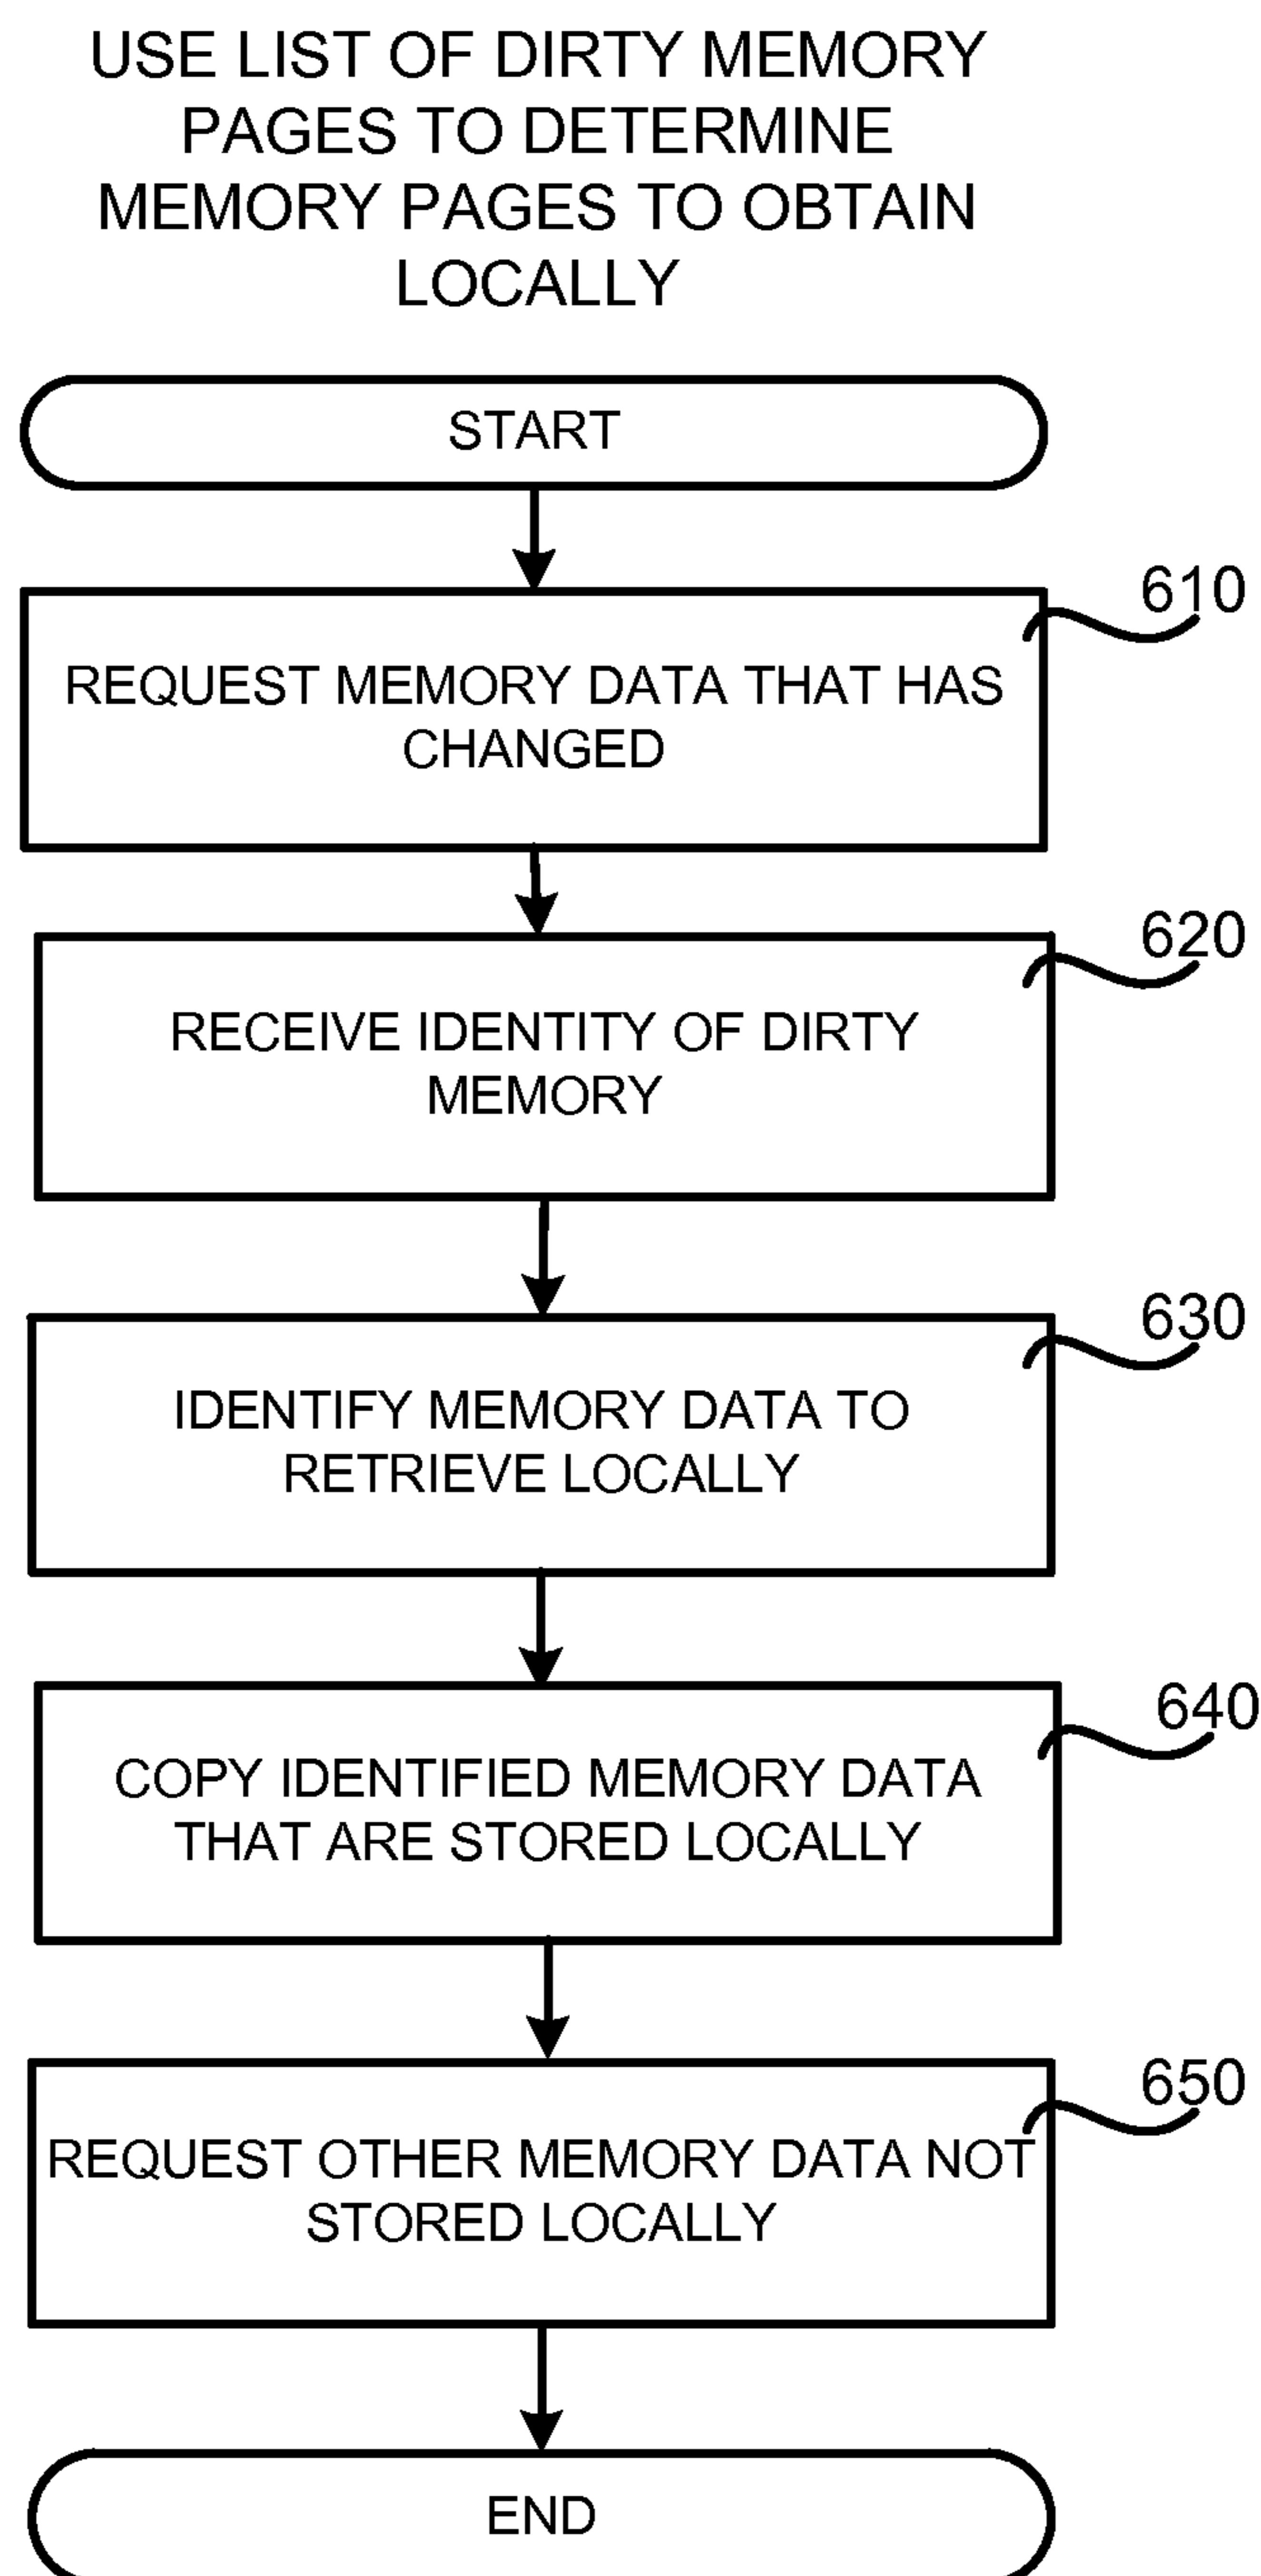 USE LIST OF DIRTY MEMORY
PAGES TO DETERMINE
MEMORY PAGES TO OBTAIN
LOCALLY
START
610
REQUEST MEMORY DATA THAT HAS
CHANGED
620
RECEIVE IDENTITY OF DIRTY
MEMORY
630
IDENTIFY MEMORY DATA TO
RETRIEVE LOCALLY
640
COPY IDENTIFIED MEMORY DATA
THAT ARE STORED LOCALLY
650
REQUEST OTHER MEMORY DATA NOT
STORED LOCALLY
END